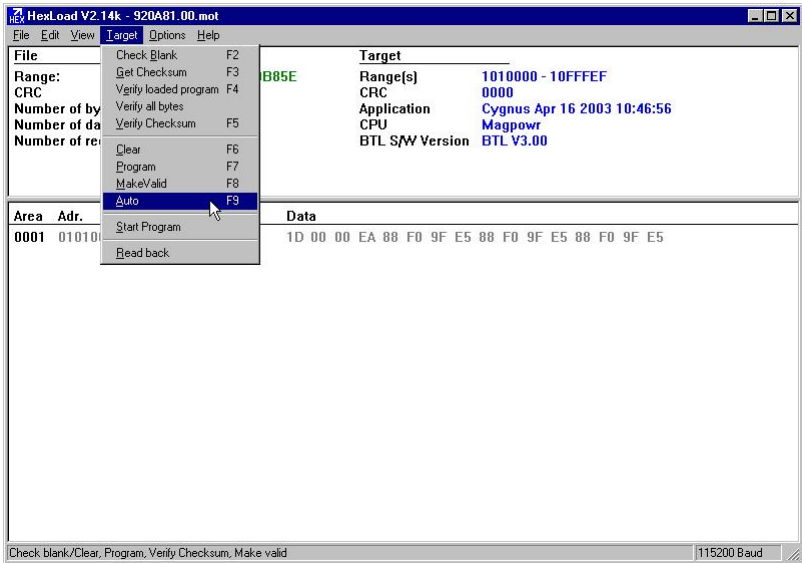 HexLoad V2.14k - 920A81.00.mot
File Edit View Target Options Help
File
Range: B85E
CRC
Number of by
Number of da
Number of re
Check Blank F2
Get Checksum F3
Verify loaded program F4
Verify all bytes
Verify Checksum F5
Clear F6
Program F7
MakeValid F8
Auto F9
Start Program
Read back
Target
Range(s) 1010000 - 10FFFEF
CRC 0000
Application Cygnus Apr 16 2003 10:46:56
CPU Magpowr
BTL S/W Version BTL V3.00
Area Adr. Data
0001 01010 1D 00 00 EA 88 F0 9F E5 88 F0 9F E5 88 F0 9F E5
Check blank/Clear, Program, Verify Checksum, Make valid 115200 Baud